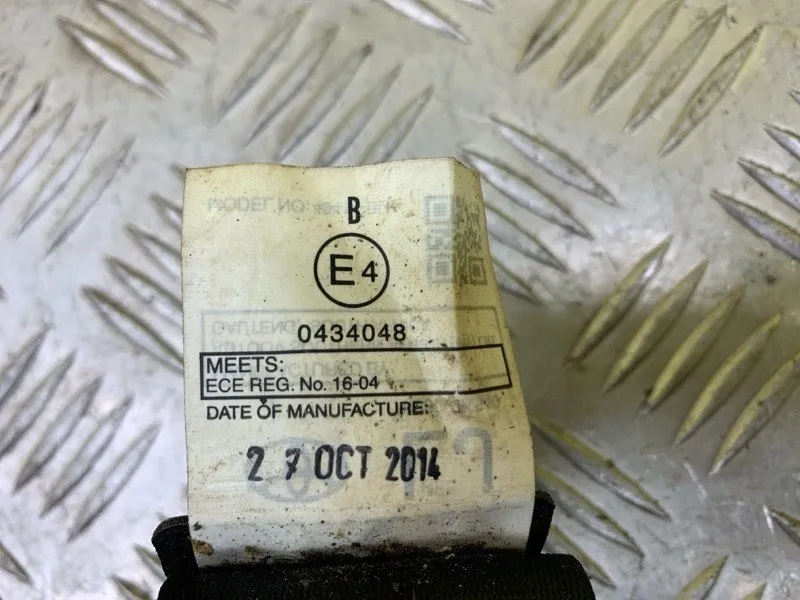 B
E4
0434048
MEETS:
ECE REG. No. 16-04
DATE OF MANUFACTURE:
2 7 OCT 2014